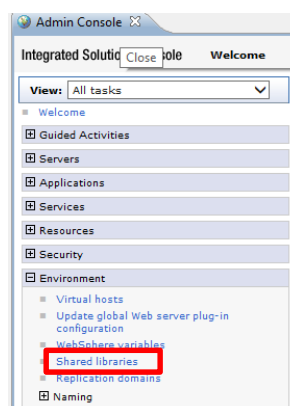 Admin Console
Integrated Solutio Close sole Welcome
View: All tasks
Welcome
Guided Activities
Servers
Applications
Services
Resources
Security
Environment
Virtual hosts
Update global Web server plug-in
configuration
WebSphere variables
Shared libraries
Replication domains
Naming